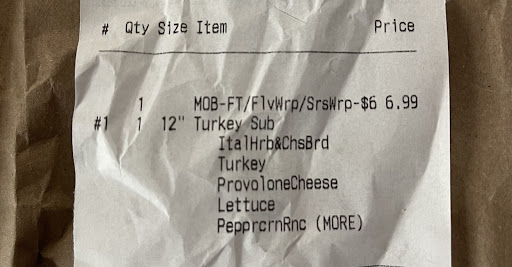 # Qty Size Item Price
1 MOB-FT/FlvWrp/SrsWrp-$6 6.99
#1 1 12" Turkey Sub
ItalHrb&ChsBrd
Turkey
ProvoloneCheese
Lettuce
PepprcrnRnc (MORE)